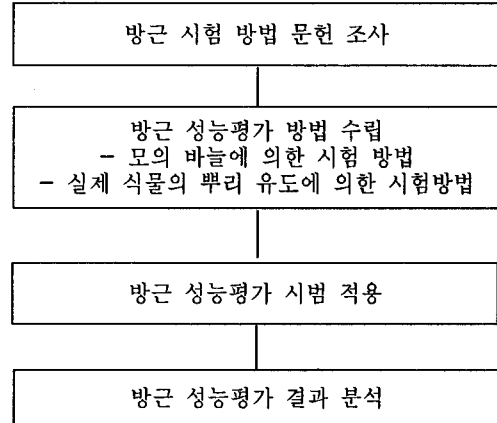 방근 시험 방법 문헌 조사
방근 성능평가 방법 수립
- 모의 바늘에 의한 시험 방법
- 실제 식물의 뿌리 유도에 의한 시험방법
방근 성능평가 시범 적용
방근 성능평가 결과 분석